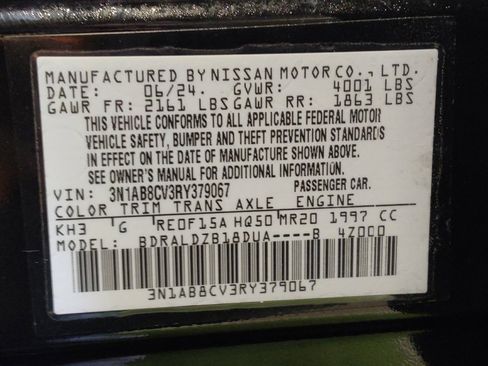 MANUFACTURED BY NISSAN MOTOR CO., LTD.
DATE: 06/24. GVWR: 4001 LBS
GAWR FR: 2161 LBS GAWR RR: 1863 LBS
THIS VEHICLE CONFORMS TO ALL APPLICABLE FEDERAL MOTOR
VEHICLE SAFETY, BUMPER AND THEFT PREVENTION STANDARDS
IN EFFECT ON THE DATE OF MANUFACTURE SHOWN ABOVE.
SEE OWNER'S MANUAL FOR ADDITIONAL INFORMATION
VIN: 3N1AB8CV3RY379067 PASSENGER CAR.
COLOR TRIM TRANS AXLE ENGINE
KH3 G RE0F15A HQ50 MR20 1997 CC
MODEL: BDRALDZB18DUA----B 4Z000
3N1AB8CV3RY379067